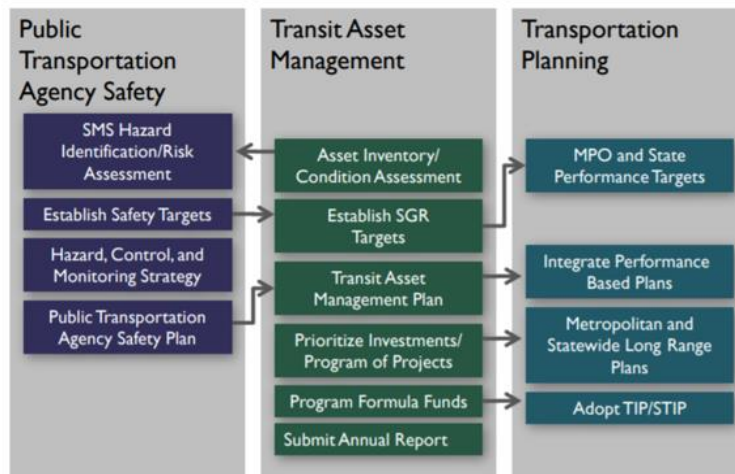 Public
Transportation
Agency Safety
SMS Hazard
Identification/Risk
Assessment
Establish Safety Targets
Hazard, Control, and
Monitoring Strategy
Public Transportation
Agency Safety Plan
Transit Asset
Management
Asset Inventory/
Condition Assessment
Establish SGR
Targets
Transit Asset
Management Plan
Prioritize Investments/
Program of Projects
Program Formula Funds
Submit Annual Report
Transportation
Planning
MPO and State
Performance Targets
Integrate Performance
Based Plans
Metropolitan and
Statewide Long Range
Plans
Adopt TIP/STIP